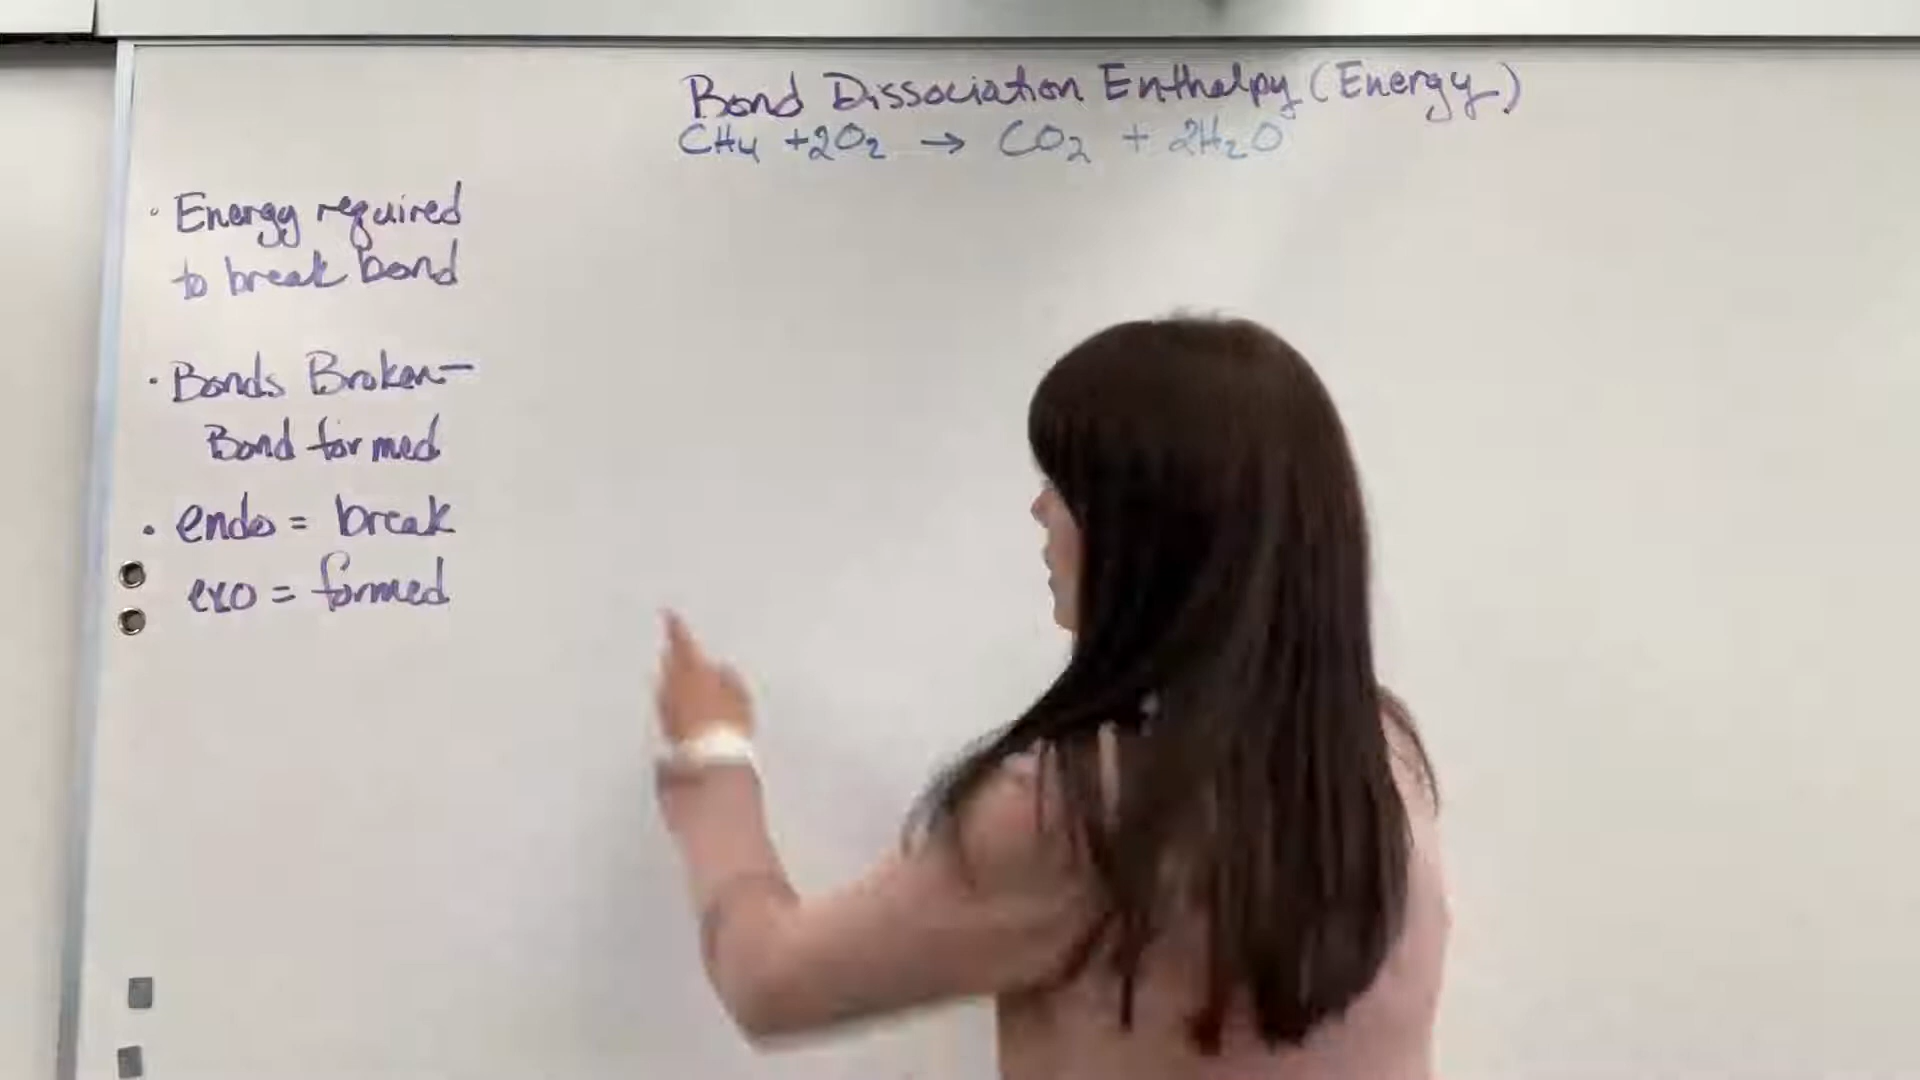 Bond Dissociation Enthalpy (Energy)
CH4 +2O2 → CO2 + 2H2O
· Energy required
to break bond
· Bonds Broken-
Bond formed
· endo = break
exo = formed